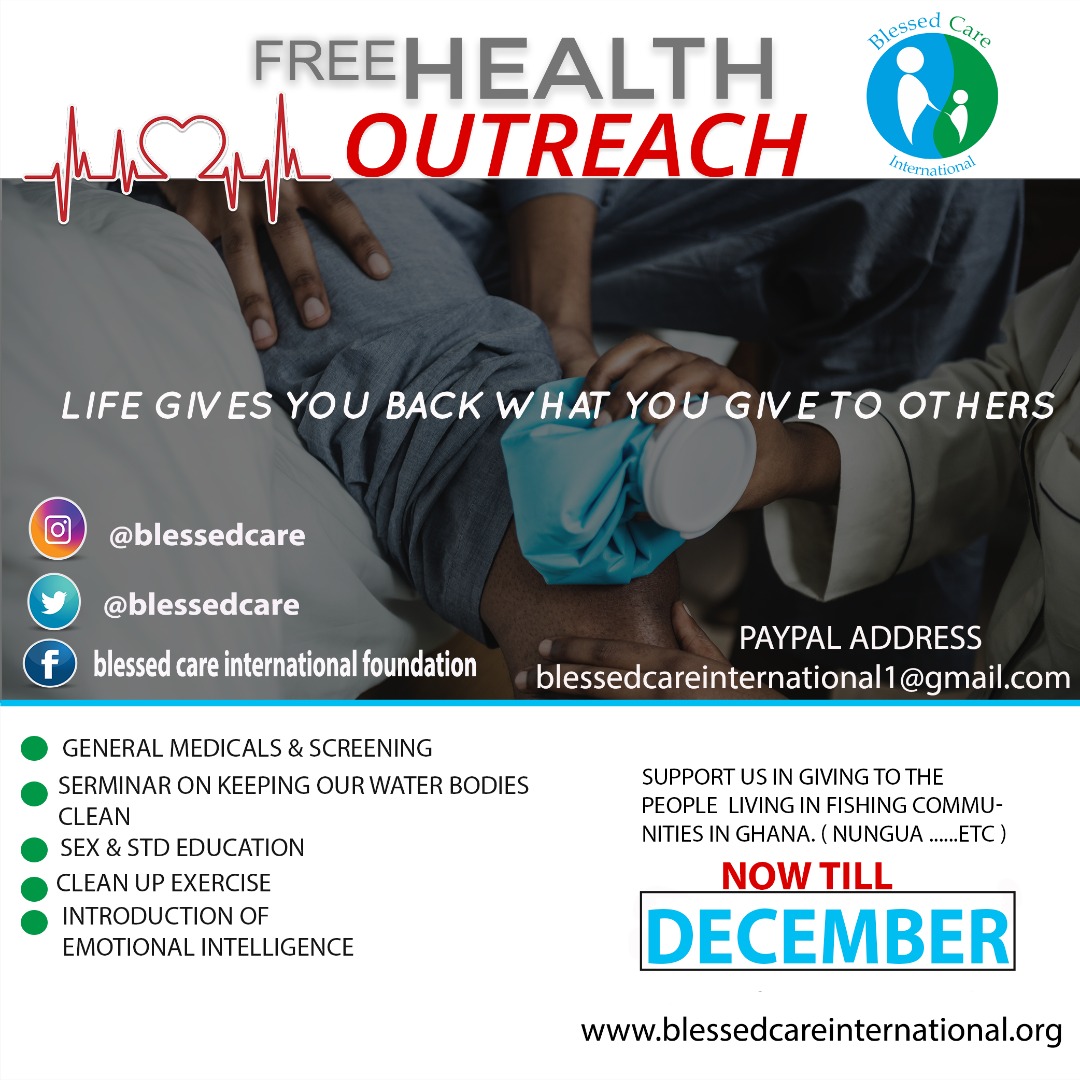 FREE HEALTH
OUTREACH
Blessed Care
International
LIFE GIVES YOU BACK WHAT YOU GIVE TO OTHERS
@blessedcare
@blessedcare
blessed care international foundation
PAYPAL ADDRESS
blessedcareinternational1@gmail.com
GENERAL MEDICALS & SCREENING
SERMINAR ON KEEPING OUR WATER BODIES
CLEAN
SEX & STD EDUCATION
CLEAN UP EXERCISE
INTRODUCTION OF
EMOTIONAL INTELLIGENCE
SUPPORT US IN GIVING TO THE
PEOPLE LIVING IN FISHING COMMU-
NITIES IN GHANA. ( NUNGUA ......ETC )
NOW TILL
DECEMBER
www.blessedcareinternational.org